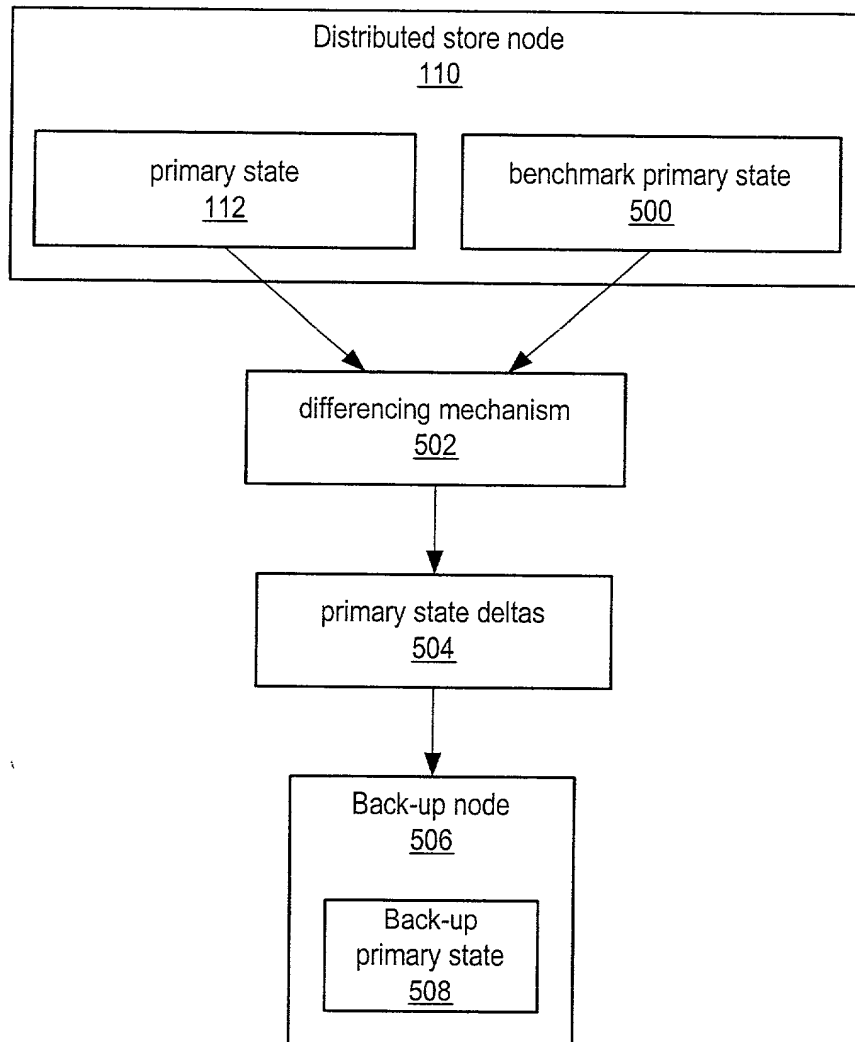 Distributed store node
110
primary state
112
benchmark primary state
500
differencing mechanism
502
primary state deltas
504
Back-up node
506
Back-up
primary state
508